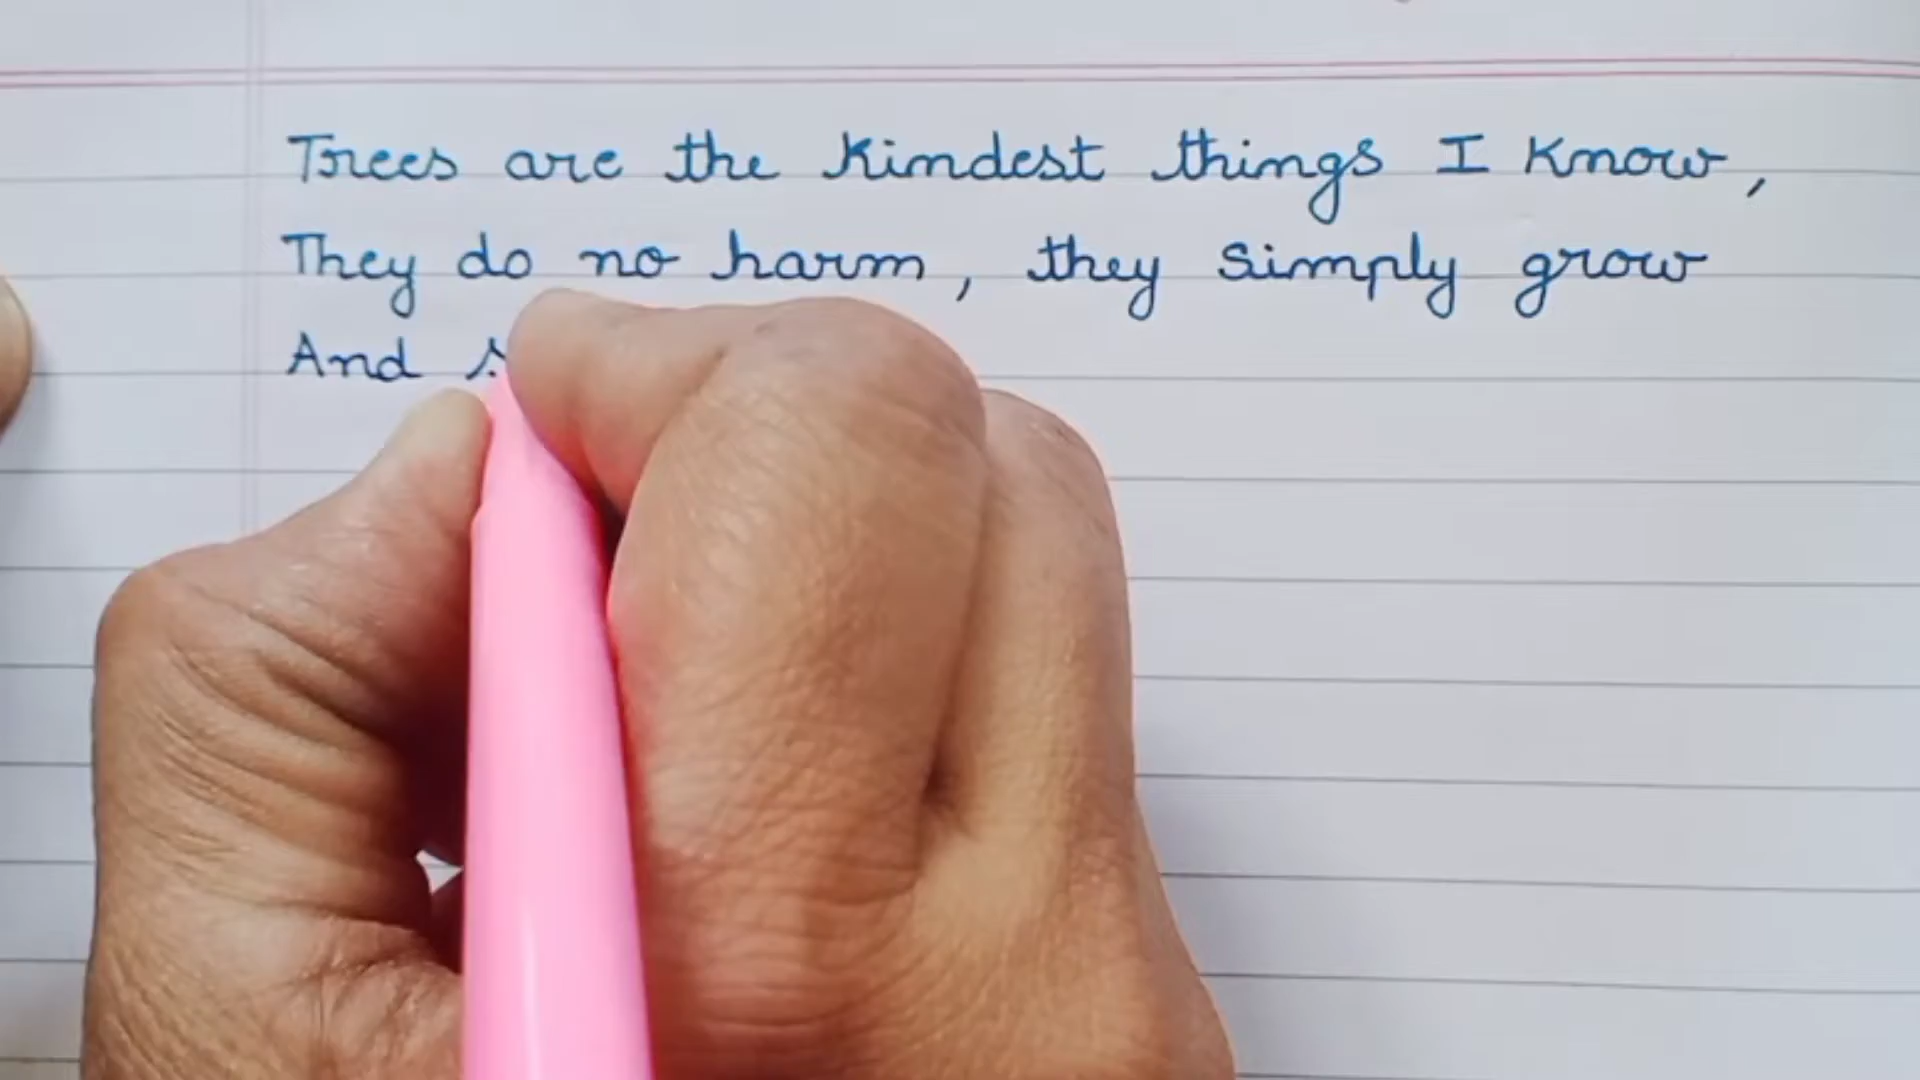 Trees are the kindest things I know,
They do no harm, they simply grow
And s